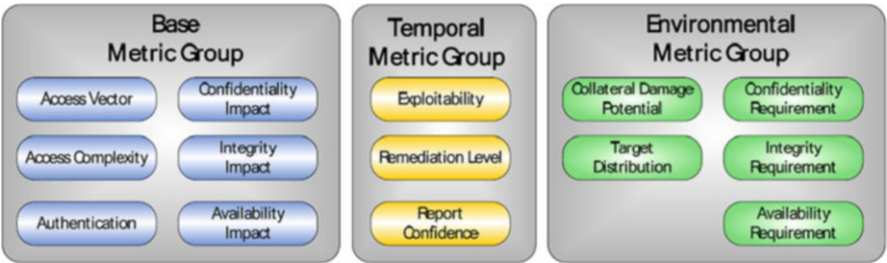 Base
Metric Group
Access Vector
Confidentiality
Impact
Access Complexity
Integrity
Impact
Authentication
Availability
Impact
Temporal
Metric Group
Exploitability
Remediation Level
Report
Confidence
Environmental
Metric Group
Collateral Damage
Potential
Confidentiality
Requirement
Target
Distribution
Integrity
Requirement
Availability
Requirement